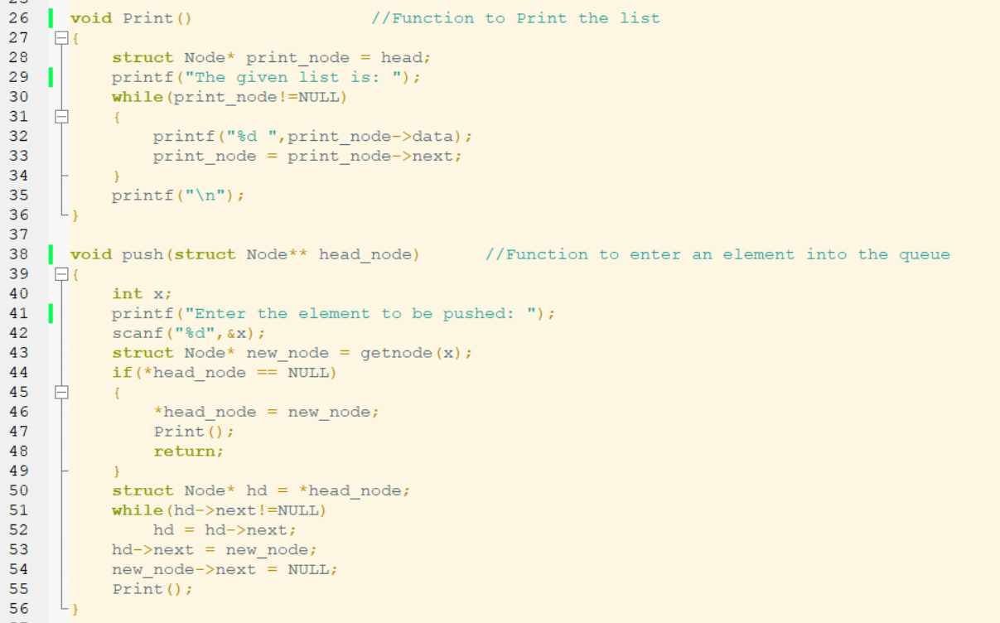 26 void Print() //Function to Print the list
27 {
28 struct Node* print_node = head;
29 printf("The given list is: ");
30 while(print_node!=NULL)
31 {
32 printf("%d ",print_node->data);
33 print_node = print_node->next;
34 }
35 printf("\n");
36 }
37
38 void push(struct Node** head_node) //Function to enter an element into the queue
39 {
40 int x;
41 printf("Enter the element to be pushed: ");
42 scanf("%d",&x);
43 struct Node* new_node = getnode(x);
44 if(*head_node == NULL)
45 {
46 *head_node = new_node;
47 Print();
48 return;
49 }
50 struct Node* hd = *head_node;
51 while(hd->next!=NULL)
52 hd = hd->next;
53 hd->next = new_node;
54 new_node->next = NULL;
55 Print();
56 }